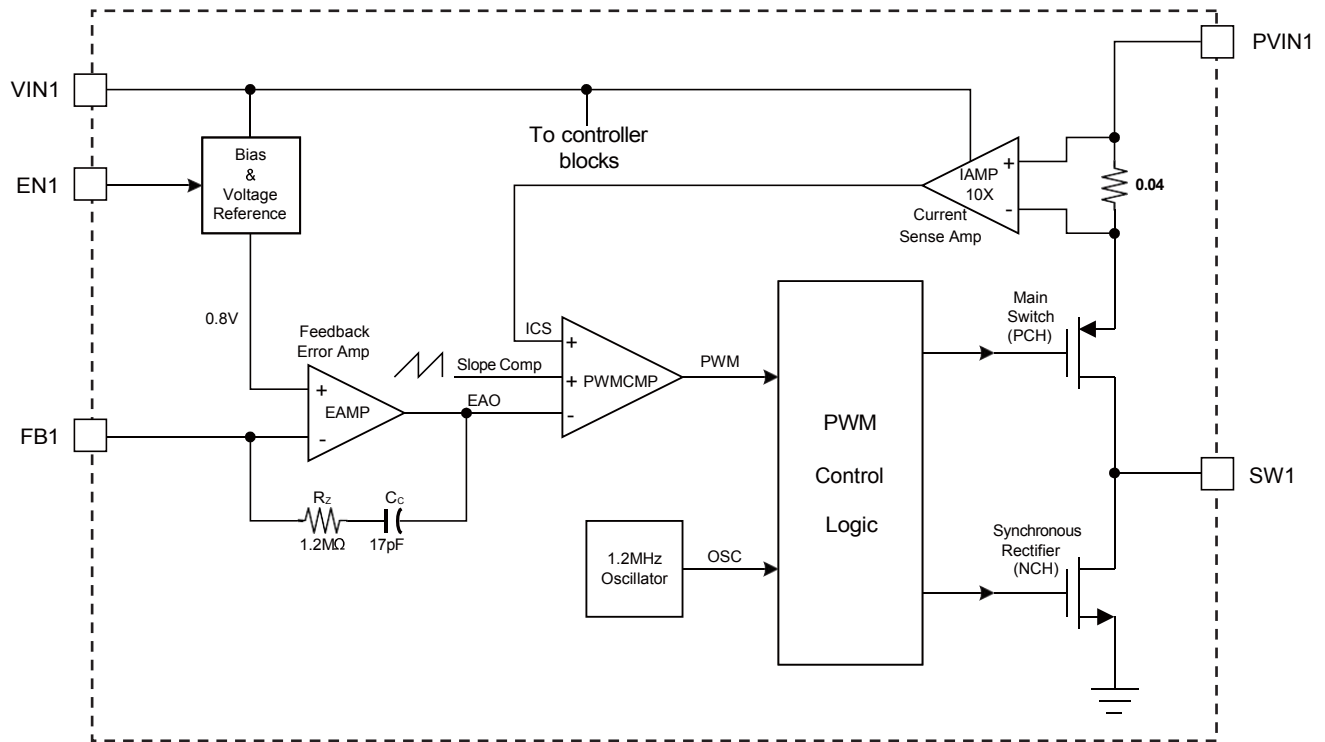 PVIN1
VIN1
To controller
blocks
EN1
Bias
&
Voltage
Reference
IAMP
10X
+
-
0.04
Current
Sense Amp
0.8V
Feedback
Error Amp
Main
Switch
(PCH)
ICS
+
Slope Comp
+
PWMCMP
-
PWM
EAO
+
EAMP
-
FB1
PWM
Control
Logic
SW1
RZ
1.2MΩ
CC
17pF
1.2MHz
Oscillator
OSC
Synchronous
Rectifier
(NCH)